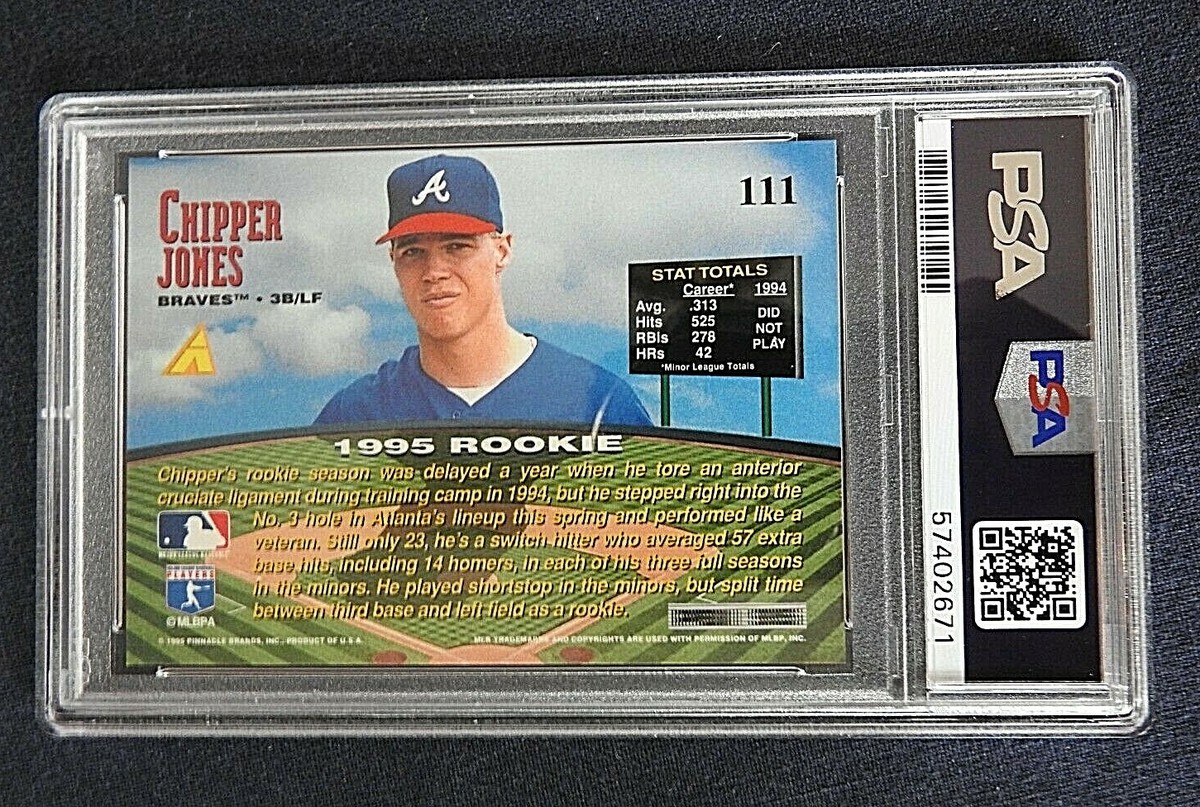 111
CHIPPER
JONES
BRAVES™ • 3B/LF
STAT TOTALS
Career* 1994
Avg. .313 DID
Hits 525 NOT
RBIs 278 PLAY
HRs 42
*Minor League Totals
1995 ROOKIE
Chipper's rookie season was delayed a year when he tore an anterior
cruciate ligament during training camp in 1994, but he stepped right into the
No. 3 hole in Atlanta's lineup this spring and performed like a
veteran. Still only 23, he's a switch hitter who averaged 57 extra
base hits, including 14 homers, in each of his three full seasons
in the minors. He played shortstop in the minors, but split time
between third base and left field as a rookie.
MAJOR LEAGUE BASEBALL
PLAYERS
© MLBPA
© 1995 PINNACLE BRANDS, INC., PRODUCT OF U.S.A.
MLB TRADEMARKS AND COPYRIGHTS ARE USED WITH PERMISSION OF MLBP, INC.
PSA
PSA
57402671